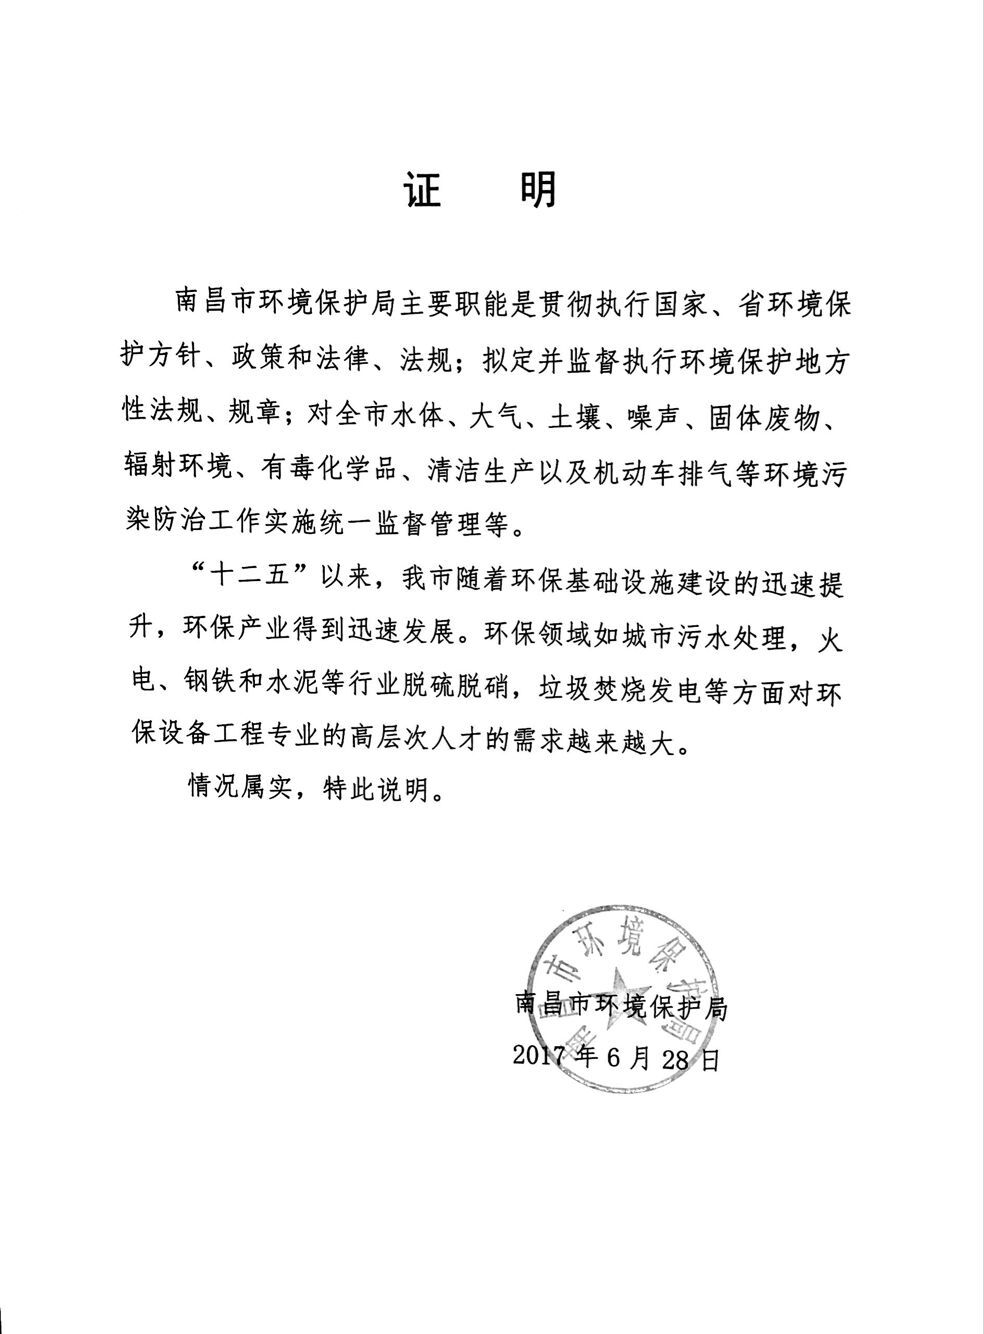 证 明
南昌市环境保护局主要职能是贯彻执行国家、省环境保
护方针、政策和法律、法规；拟定并监督执行环境保护地方
性法规、规章；对全市水体、大气、土壤、噪声、固体废物、
辐射环境、有毒化学品、清洁生产以及机动车排气等环境污
染防治工作实施统一监督管理等。
“十二五”以来，我市随着环保基础设施建设的迅速提
升，环保产业得到迅速发展。环保领域如城市污水处理，火
电、钢铁和水泥等行业脱硫脱硝，垃圾焚烧发电等方面对环
保设备工程专业的高层次人才的需求越来越大。
情况属实，特此说明。
南昌市环境保护局
南昌市环境保护局
2017 年 6 月 28 日